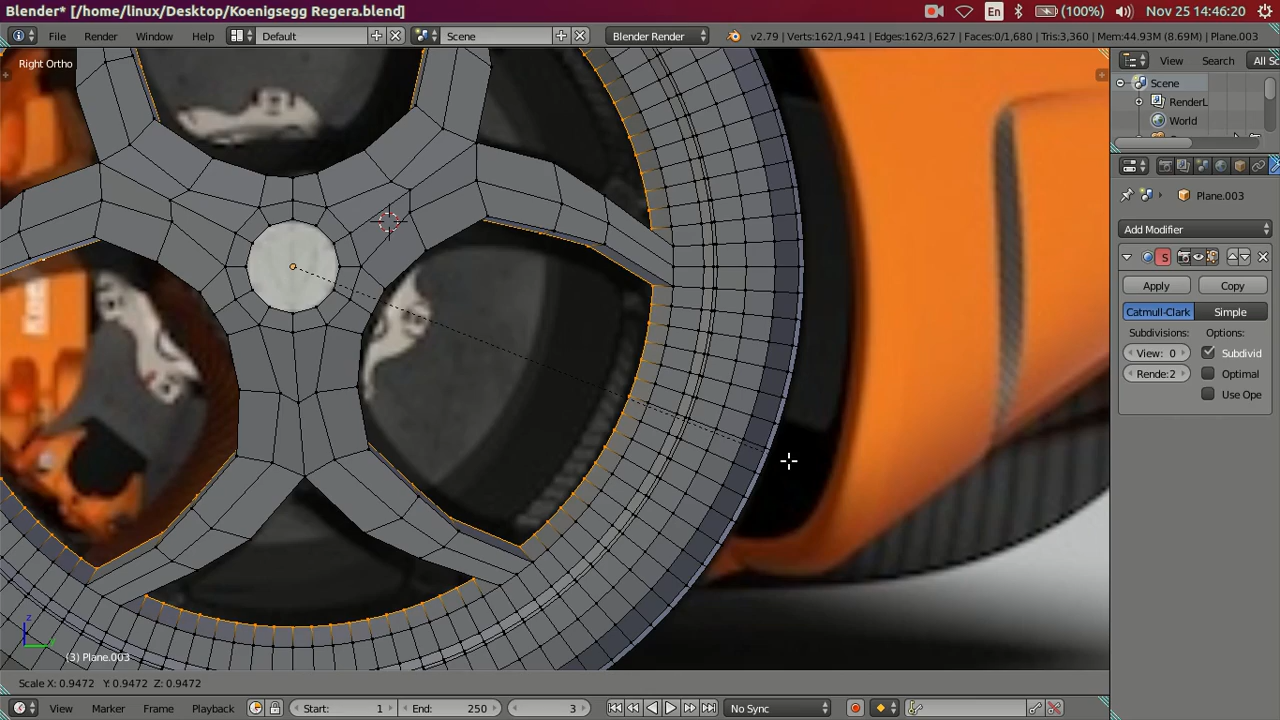 Blender* [/home/linux/Desktop/Koenigsegg Regera.blend]
En (100%) Nov 25 14:46:20
File Render Window Help Default Scene Blender Render v2.79 | Verts:162/1,941 | Edges:162/3,627 | Faces:0/1,680 | Tris:3,360 | Mem:44.93M (8.69M) | Plane.003
Right Ortho
View Search All Sc
Scene
RenderL
World
Plane.003
Add Modifier
S
Apply Copy
Catmull-Clark Simple
Subdivisions: Options:
View: 0 Subdivid
Rende:2 Optimal
Use Ope
(3) Plane.003
Scale X: 0.9472 Y: 0.9472 Z: 0.9472
View Marker Frame Playback Start: 1 End: 250 3 No Sync